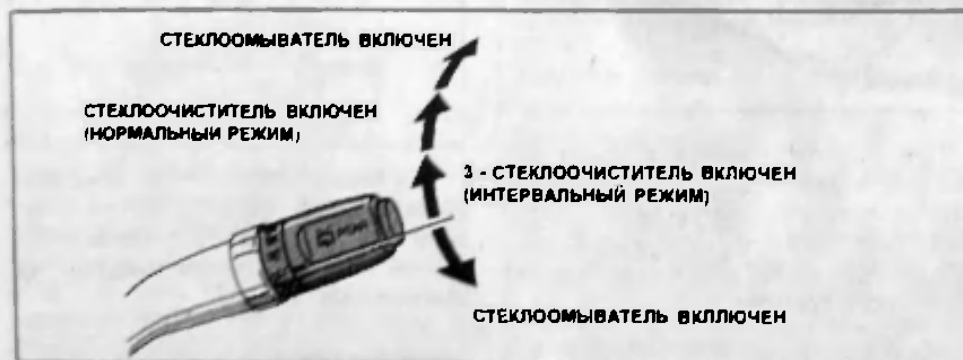 СТЕКЛООМЫВАТЕЛЬ ВКЛЮЧЕН
СТЕКЛООЧИСТИТЕЛЬ ВКЛЮЧЕН
(НОРМАЛЬНЫЙ РЕЖИМ)
3 - СТЕКЛООЧИСТИТЕЛЬ ВКЛЮЧЕН
(ИНТЕРВАЛЬНЫЙ РЕЖИМ)
СТЕКЛООМЫВАТЕЛЬ ВКЛЛЮЧЕН